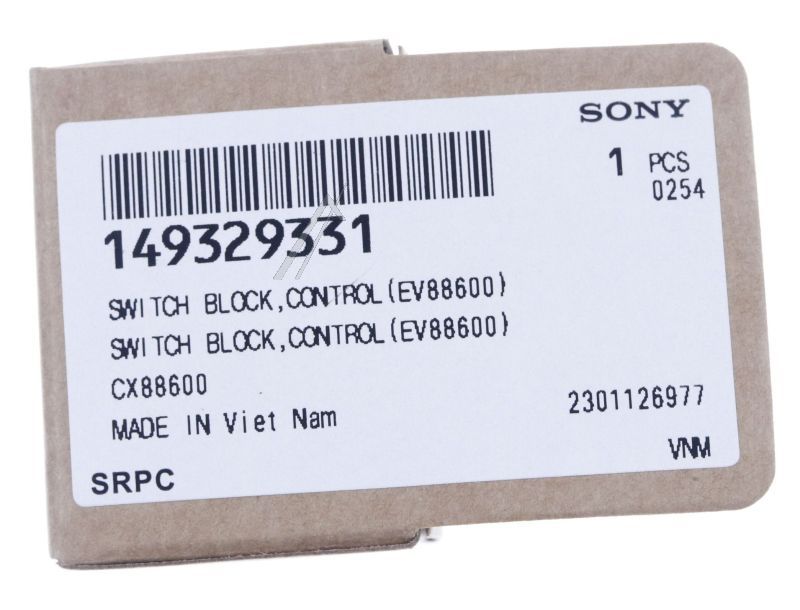 SONY
1 PCS
0254
149329331
SWITCH BLOCK,CONTROL(EV88600)
SWITCH BLOCK,CONTROL(EV88600)
CX88600
2301126977
MADE IN Viet Nam
VNM
SRPC